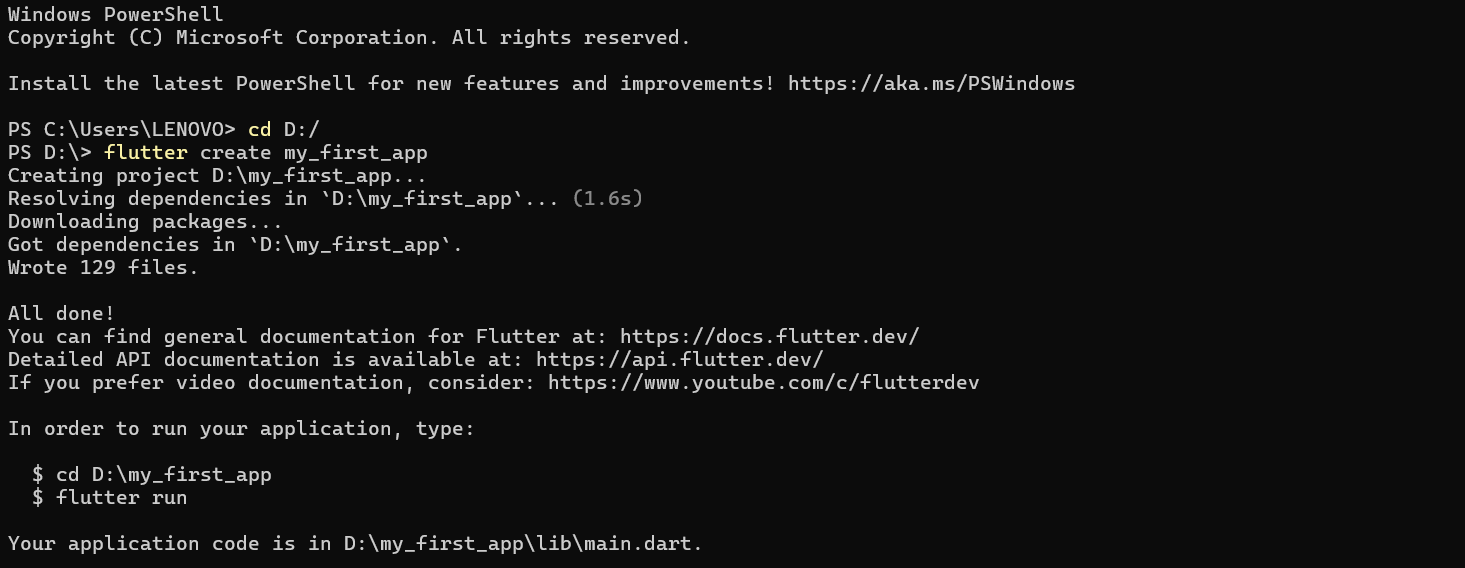 Windows PowerShell
Copyright (C) Microsoft Corporation. All rights reserved.
Install the latest PowerShell for new features and improvements! https://aka.ms/PSWindows
PS C:\Users\LENOVO> cd D:/
PS D:\> flutter create my_first_app
Creating project D:\my_first_app...
Resolving dependencies in `D:\my_first_app`... (1.6s)
Downloading packages...
Got dependencies in `D:\my_first_app`.
Wrote 129 files.
All done!
You can find general documentation for Flutter at: https://docs.flutter.dev/
Detailed API documentation is available at: https://api.flutter.dev/
If you prefer video documentation, consider: https://www.youtube.com/c/flutterdev
In order to run your application, type:
$ cd D:\my_first_app
$ flutter run
Your application code is in D:\my_first_app\lib\main.dart.